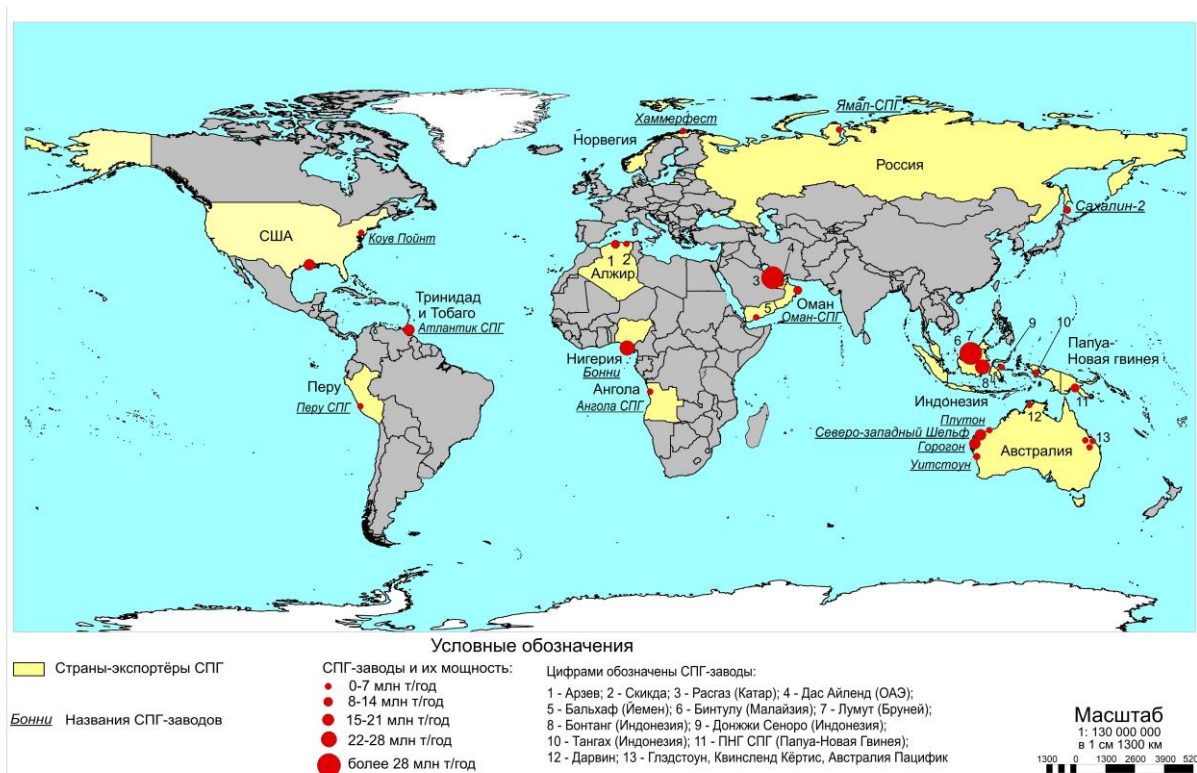 Ямал-СПГ
Хаммерфест
Норвегия
Россия
Сахалин-2
США
Коув Пойнт
1
2
Алжир
3
4
5
Оман
Оман-СПГ
Тринидад
и Тобаго
Атлантик СПГ
Нигерия
Бонни
Перу
Перу СПГ
Ангола
Ангола СПГ
6
7
8
9
10
Папуа-
Новая гвинея
11
Индонезия
Плутон
Северо-западный Шельф
Горогон
Уитстоун
12
13
Австралия
Условные обозначения
Страны-экспортёры СПГ
Бонни Названия СПГ-заводов
СПГ-заводы и их мощность:
0-7 млн т/год
8-14 млн т/год
15-21 млн т/год
22-28 млн т/год
более 28 млн т/год
Цифрами обозначены СПГ-заводы:
1 - Арзев; 2 - Скикда; 3 - Расгаз (Катар); 4 - Дас Айленд (ОАЭ);
5 - Бальхаф (Йемен); 6 - Бинтулу (Малайзия); 7 - Лумут (Бруней);
8 - Бонтанг (Индонезия); 9 - Донжжи Сеноро (Индонезия);
10 - Тангах (Индонезия); 11 - ПНГ СПГ (Папуа-Новая Гвинея);
12 - Дарвин; 13 - Глэдстоун, Квинсленд Кёртис, Австралия Пацифик
Масштаб
1: 130 000 000
в 1 см 1300 км
1300 0 1300 2600 3900 520